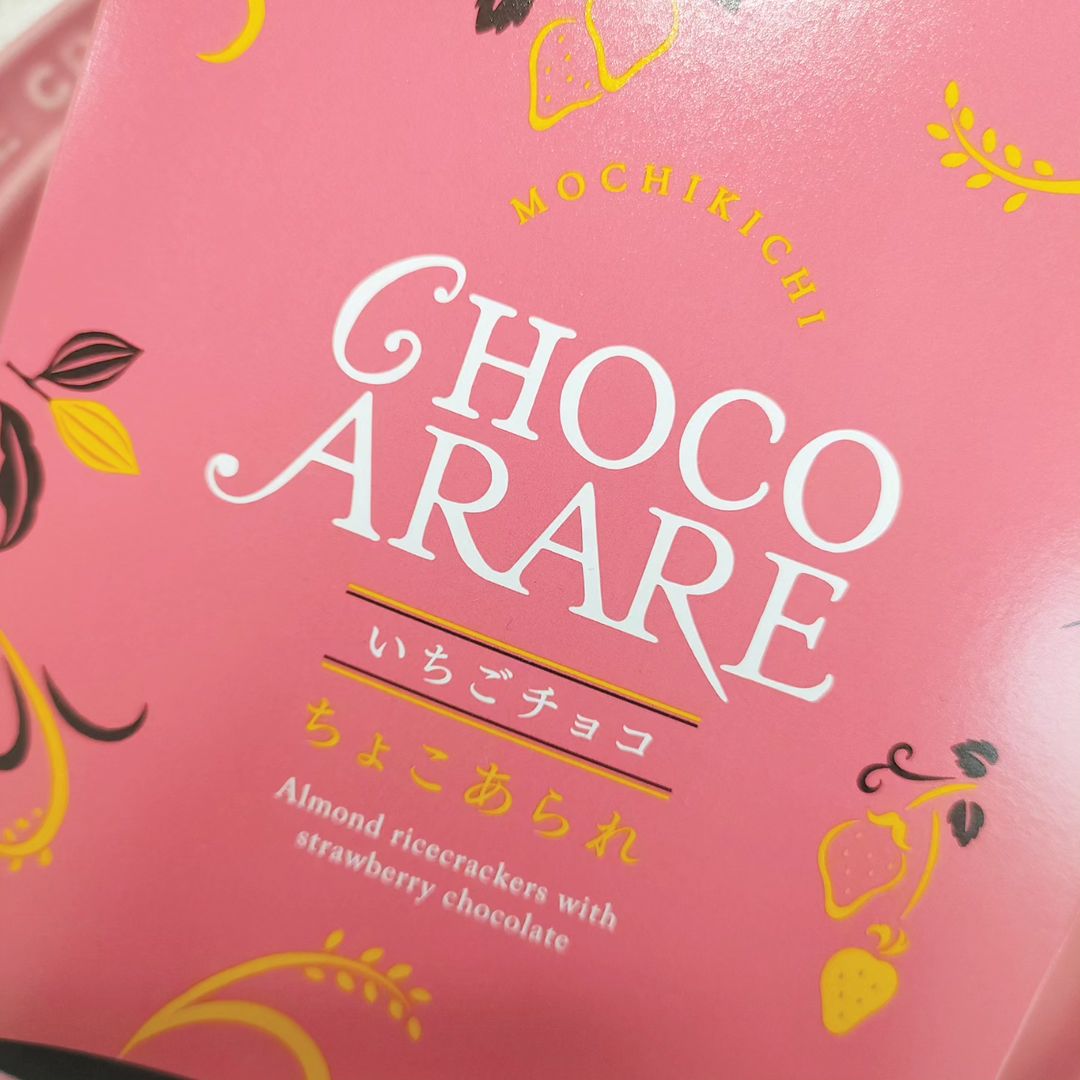 MOCHIKICHI
CHOCO
ARARE
いちごチョコ
ちょこあられ
Almond ricecrackers with
strawberry chocolate